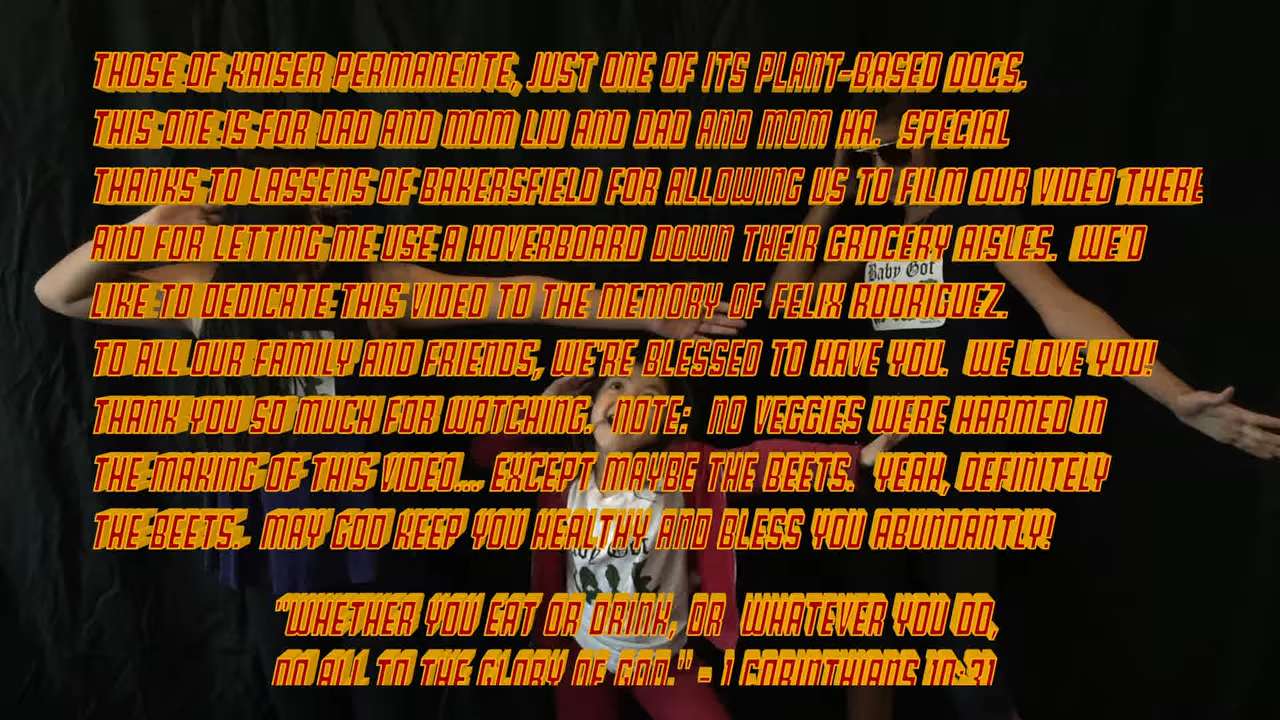 THOSE OF KAISER PERMANENTE, JUST ONE OF ITS PLANT-BASED DOCS.
THIS ONE IS FOR DAD AND MOM LIU AND DAD AND MOM HA.  SPECIAL
THANKS TO LASSENS OF BAKERSFIELD FOR ALLOWING US TO FILM OUR VIDEO THERE
AND FOR LETTING ME USE A HOVERBOARD DOWN THEIR GROCERY AISLES.  WE'D
Baby Got
LIKE TO DEDICATE THIS VIDEO TO THE MEMORY OF FELIX RODRIGUEZ.
TO ALL OUR FAMILY AND FRIENDS, WE'RE BLESSED TO HAVE YOU.  WE LOVE YOU!
THANK YOU SO MUCH FOR WATCHING.  NOTE:  NO VEGGIES WERE HARMED IN
THE MAKING OF THIS VIDEO... EXCEPT MAYBE THE BEETS.  YEAH, DEFINITELY
THE BEETS.  MAY GOD KEEP YOU HEALTHY AND BLESS YOU ABUNDANTLY!
"WHETHER YOU EAT OR DRINK, OR  WHATEVER YOU DO,
DO ALL TO THE GLORY OF GOD." - 1 CORINTHIANS 10:31